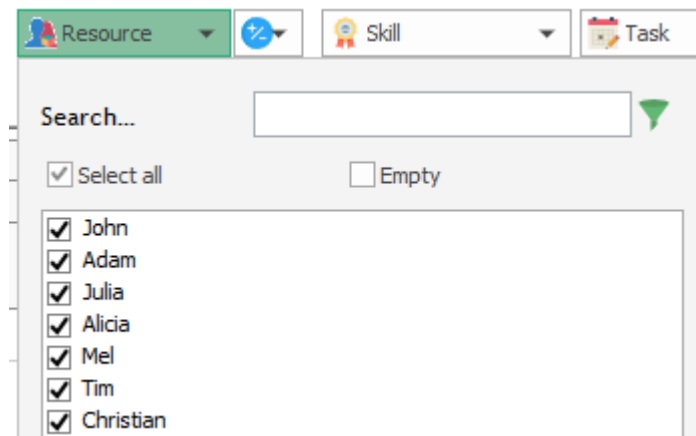 Resource Skill Task
Search...
Select all Empty
John
Adam
Julia
Alicia
Mel
Tim
Christian